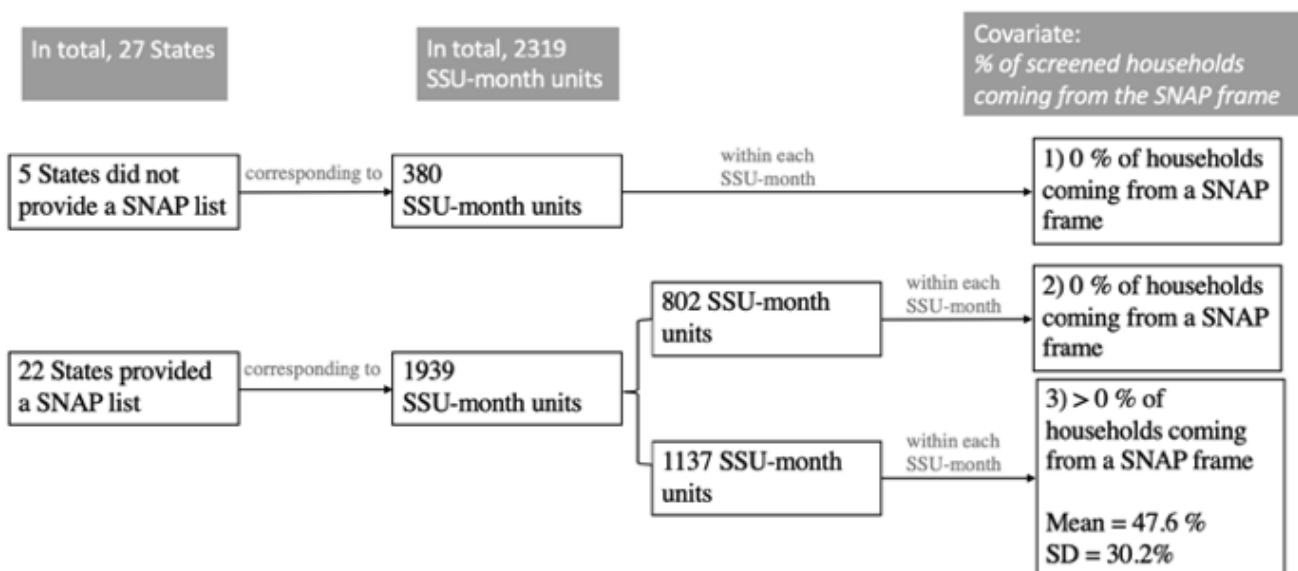 In total, 27 States
In total, 2319
SSU-month units
Covariate:
% of screened households
coming from the SNAP frame
5 States did not
provide a SNAP list
corresponding to
380
SSU-month units
within each
SSU-month
1) 0 % of households
coming from a SNAP
frame
22 States provided
a SNAP list
corresponding to
1939
SSU-month units
802 SSU-month
units
within each
SSU-month
2) 0 % of households
coming from a SNAP
frame
1137 SSU-month
units
within each
SSU-month
3) > 0 % of
households coming
from a SNAP frame
Mean = 47.6 %
SD = 30.2%